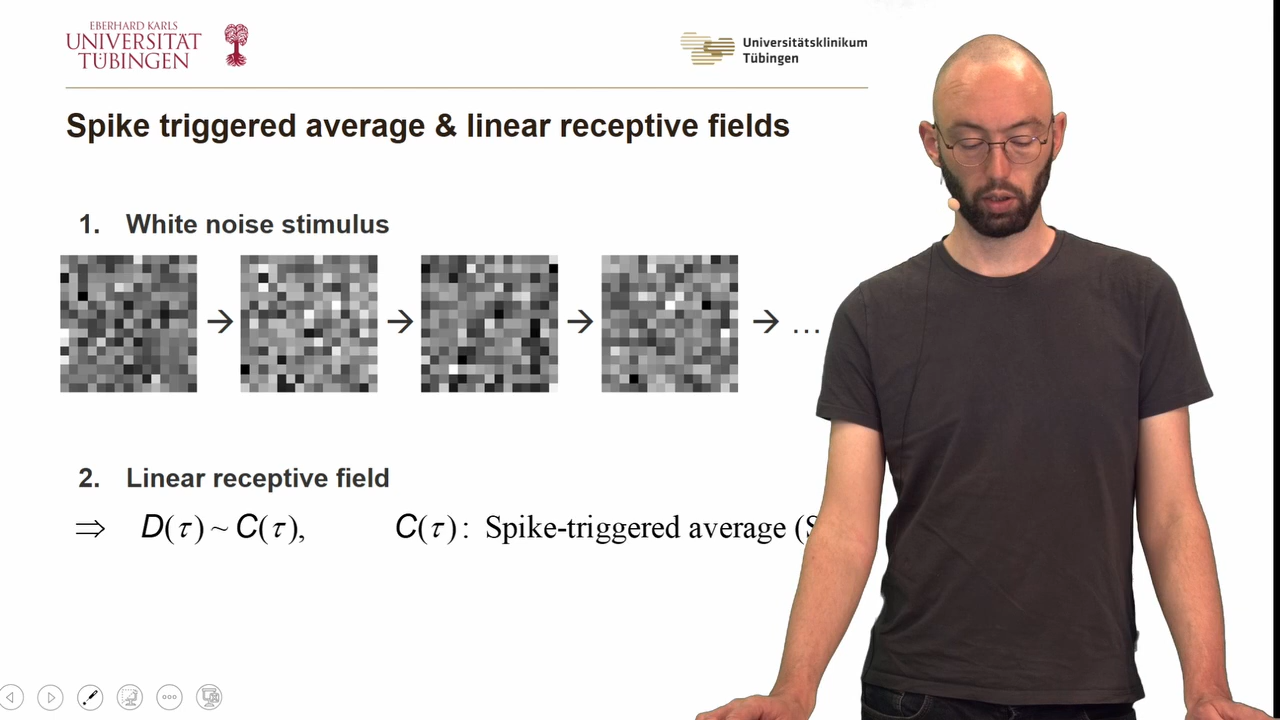 EBERHARD KARLS
UNIVERSITÄT
TÜBINGEN
Universitätsklinikum
Tübingen
Spike triggered average & linear receptive fields
1. White noise stimulus
→ → → → …
2. Linear receptive field
⇒ D(τ) ~ C(τ), C(τ): Spike-triggered average (